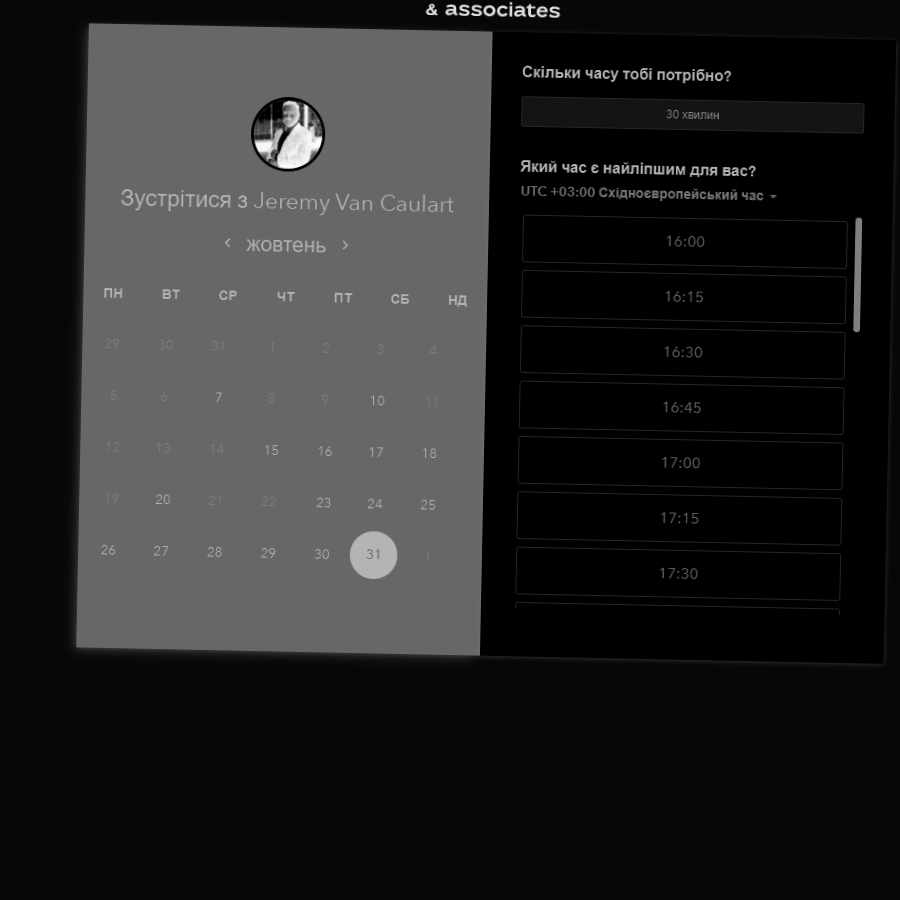 & associates
Зустрітися з Jeremy Van Caulart
‹ жовтень ›
ПН ВТ СР ЧТ ПТ СБ НД
29 30 31 1 2 3 4
5 6 7 8 9 10 11
12 13 14 15 16 17 18
19 20 21 22 23 24 25
26 27 28 29 30 31 1
Скільки часу тобі потрібно?
30 хвилин
Який час є найліпшим для вас?
UTC +03:00 Східноєвропейський час
16:00
16:15
16:30
16:45
17:00
17:15
17:30